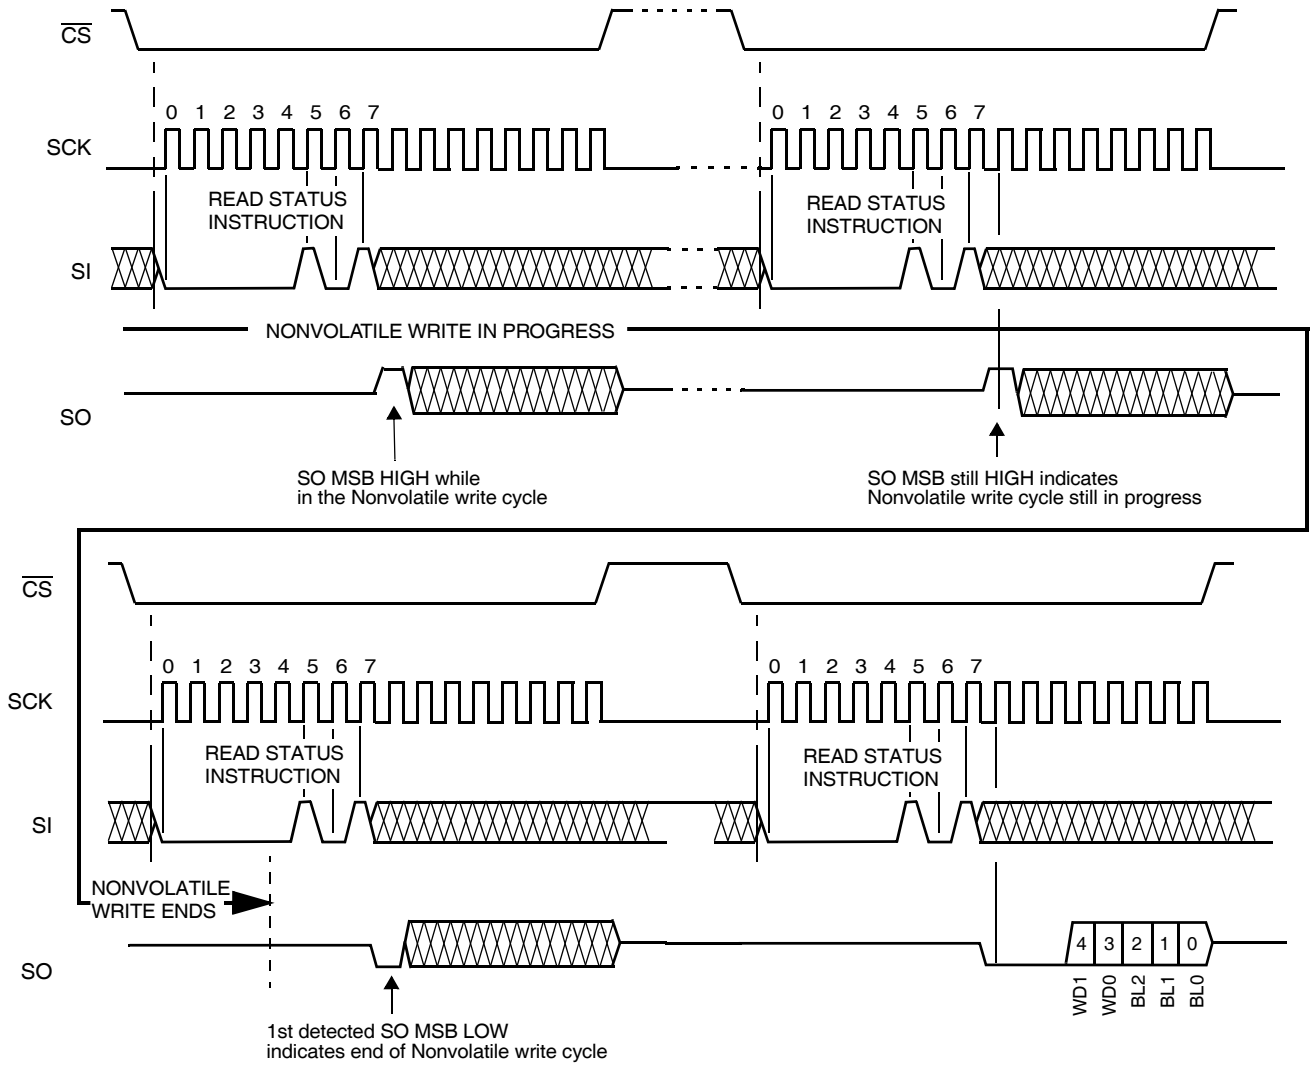 CS
0 1 2 3 4 5 6 7
0 1 2 3 4 5 6 7
SCK
READ STATUS
INSTRUCTION
READ STATUS
INSTRUCTION
SI
NONVOLATILE WRITE IN PROGRESS
SO
SO MSB HIGH while
in the Nonvolatile write cycle
SO MSB still HIGH indicates
Nonvolatile write cycle still in progress
CS
0 1 2 3 4 5 6 7
0 1 2 3 4 5 6 7
SCK
READ STATUS
INSTRUCTION
READ STATUS
INSTRUCTION
SI
NONVOLATILE
WRITE ENDS
SO
4 3 2 1 0
WD1
WD0
BL2
BL1
BL0
1st detected SO MSB LOW
indicates end of Nonvolatile write cycle